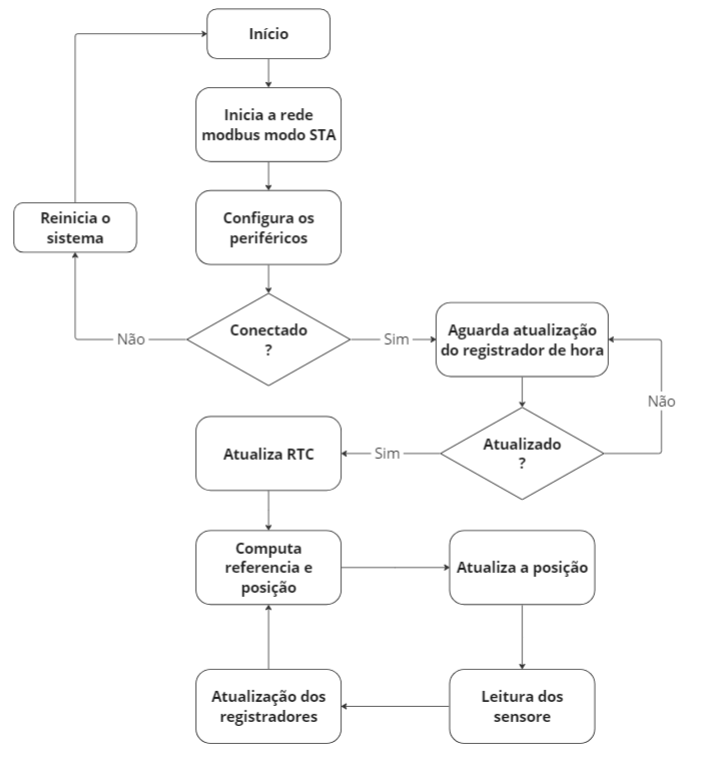 Início
Inicia a rede
modbus modo STA
Reinicia o
sistema
Configura os
periféricos
Conectado
?
Não
Sim
Aguarda atualização
do registrador de hora
Não
Atualizado
?
Sim
Atualiza RTC
Computa
referencia e
posição
Atualiza a posição
Atualização dos
registradores
Leitura dos
sensore